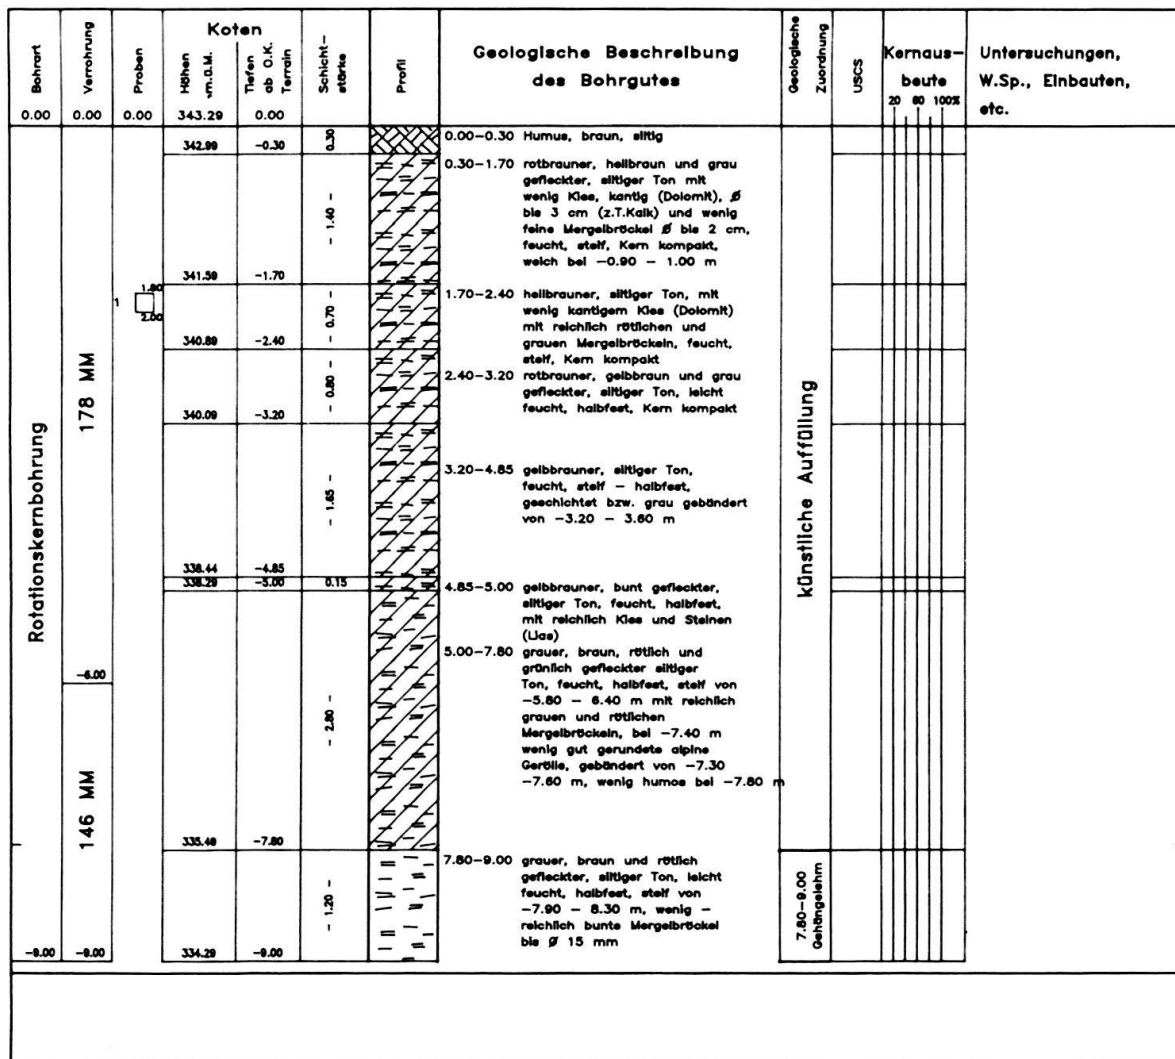 Bohrart
Verrohrung
Proben
Koten
Höhen
m.ü.M.
Tiefen
ab O.K.
Terrain
Schicht-
stärke
Profil
Geologische Beschreibung
des Bohrgutes
Geologische
Zuordnung
USCS
Kernaus-
beute
20 60 100%
Untersuchungen,
W.Sp., Einbauten,
etc.
0.00 0.00 0.00 343.29 0.00
342.99 -0.30 0.30
0.00-0.30 Humus, braun, siltig
0.30-1.70 rotbrauner, hellbraun und grau
gefleckter, siltiger Ton mit
wenig Kies, kantig (Dolomit), Ø
bis 3 cm (z.T.Kalk) und wenig
feine Mergelbröckel Ø bis 2 cm,
feucht, steif, Kern kompakt,
weich bei -0.90 - 1.00 m
- 1.40 -
341.59 -1.70
1 1.80
2.00
1.70-2.40 hellbrauner, siltiger Ton, mit
wenig kantigem Kies (Dolomit)
mit reichlich rötlichen und
grauen Mergelbröckeln, feucht,
steif, Kern kompakt
- 0.70 -
340.89 -2.40
2.40-3.20 rotbrauner, gelbbraun und grau
gefleckter, siltiger Ton, leicht
feucht, halbfest, Kern kompakt
- 0.80 -
340.09 -3.20
178 MM
Rotationskernbohrung
künstliche Auffüllung
3.20-4.85 gelbbrauner, siltiger Ton,
feucht, steif - halbfest,
geschichtet bzw. grau gebändert
von -3.20 - 3.60 m
- 1.65 -
338.44 -4.85
338.29 -5.00 0.15
4.85-5.00 gelbbrauner, bunt gefleckter,
siltiger Ton, feucht, halbfest,
mit reichlich Kies und Steinen
(Lias)
5.00-7.80 grauer, braun, rötlich und
grünlich gefleckter siltiger
Ton, feucht, halbfest, steif von
-5.80 - 6.40 m mit reichlich
grauen und rötlichen
Mergelbröckeln, bei -7.40 m
wenig gut gerundete alpine
Gerölle, gebändert von -7.30
-7.60 m, wenig humos bei -7.80 m
-6.00
- 2.80 -
146 MM
335.49 -7.80
7.80-9.00 grauer, braun und rötlich
gefleckter, siltiger Ton, leicht
feucht, halbfest, steif von
-7.90 - 8.30 m, wenig -
reichlich bunte Mergelbröckel
bis Ø 15 mm
- 1.20 -
7.80-9.00
Gehängelehm
-9.00 -9.00 334.29 -9.00